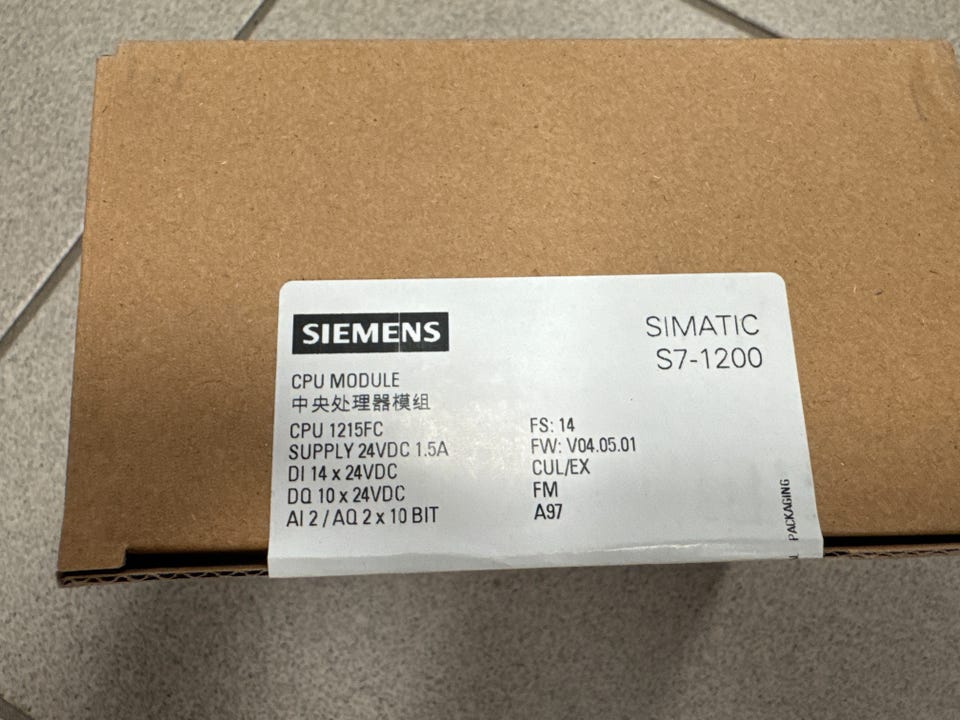 SIEMENS
SIMATIC
S7-1200
CPU MODULE
中央处理器模组
CPU 1215FC
SUPPLY 24VDC 1.5A
DI 14 x 24VDC
DQ 10 x 24VDC
AI 2 / AQ 2 x 10 BIT
FS: 14
FW: V04.05.01
CUL/EX
FM
A97
PACKAGING